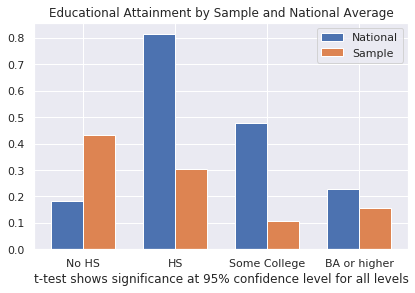 Educational Attainment by Sample and National Average
National
Sample
0.8
0.7
0.6
0.5
0.4
0.3
0.2
0.1
0.0
No HS HS Some College BA or higher
t-test shows significance at 95% confidence level for all levels